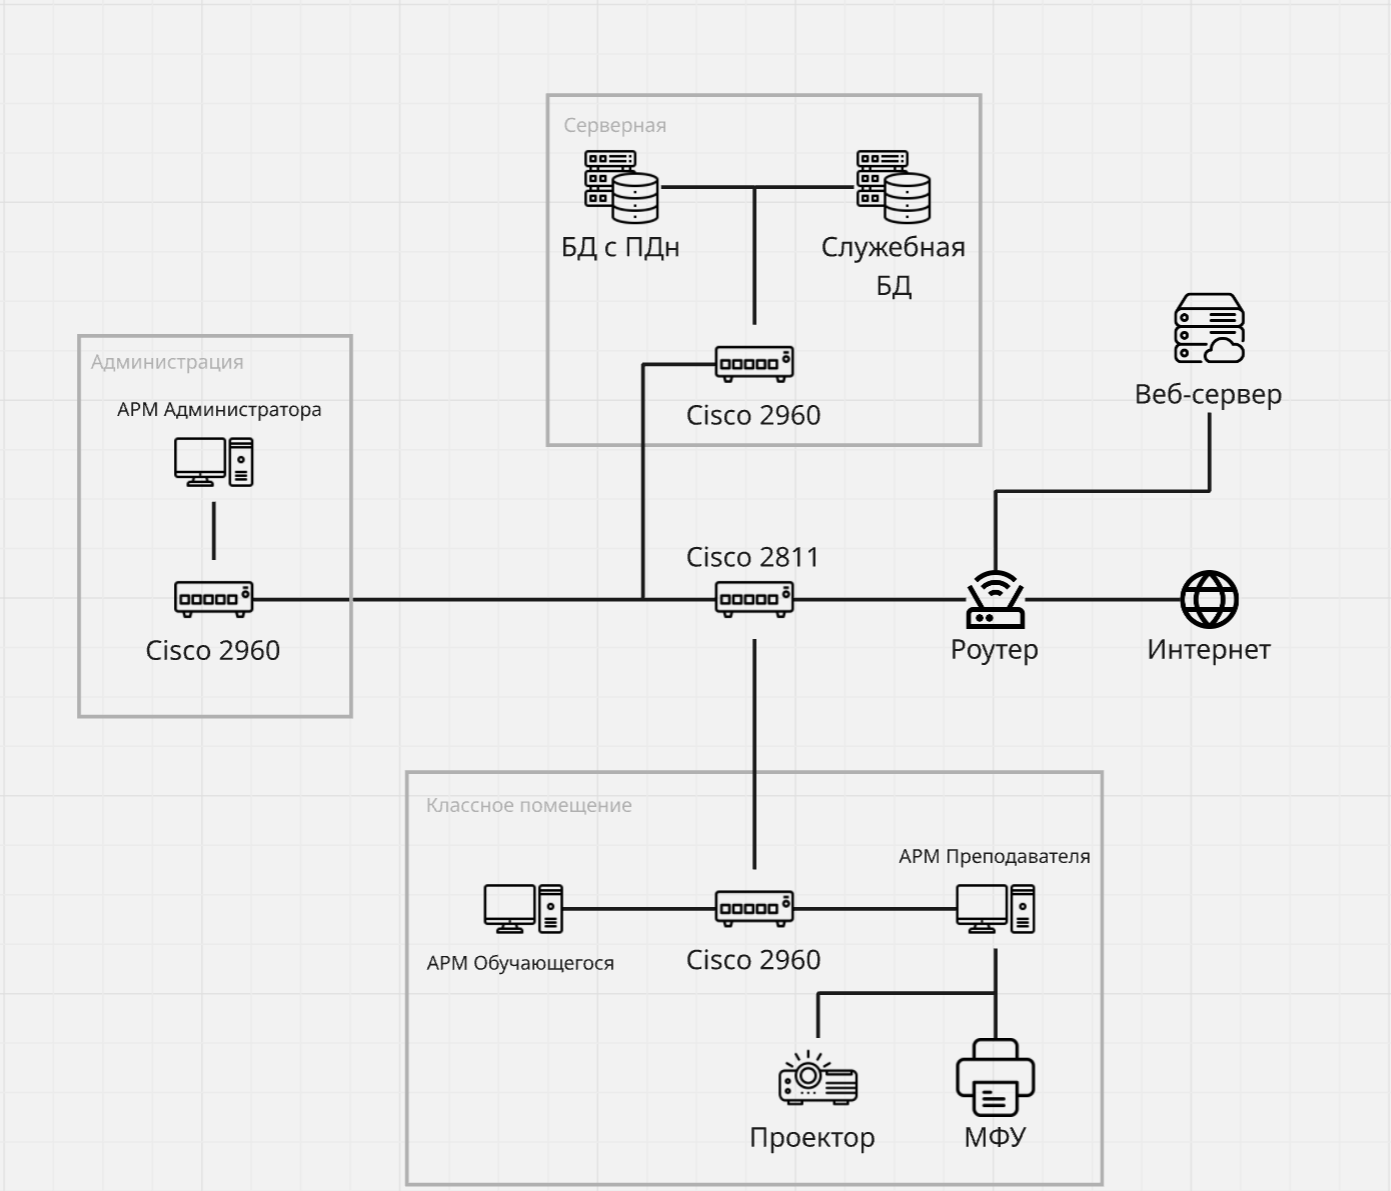 Серверная
БД с ПДн
Служебная
БД
Cisco 2960
Веб-сервер
Администрация
АРМ Администратора
Cisco 2960
Cisco 2811
Роутер
Интернет
Классное помещение
АРМ Преподавателя
АРМ Обучающегося
Cisco 2960
Проектор
МФУ